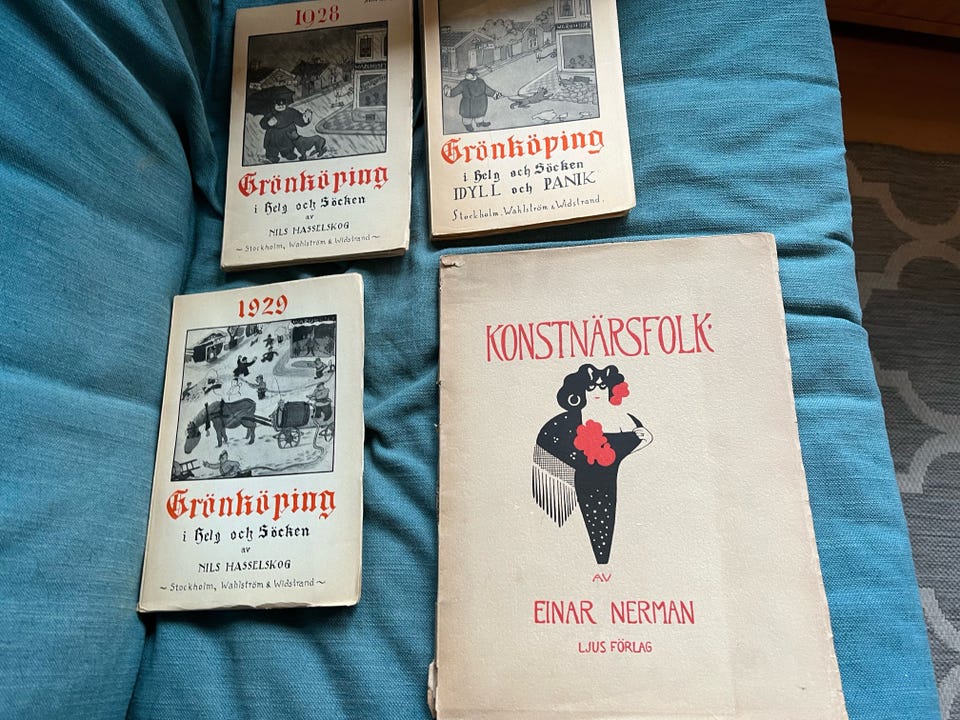 1928
Grönköping
i Helg och Söcken
av
NILS HASSELSKOG
~ Stockholm, Wahlström & Widstrand ~
Grönköping
i Helg och Söcken
IDYLL och PANIK
Stockholm. Wahlström & Widstrand.
1929
Grönköping
i Helg och Söcken
av
NILS HASSELSKOG
~ Stockholm, Wahlström & Widstrand ~
KONSTNÄRSFOLK·
AV
EINAR NERMAN
LJUS FÖRLAG